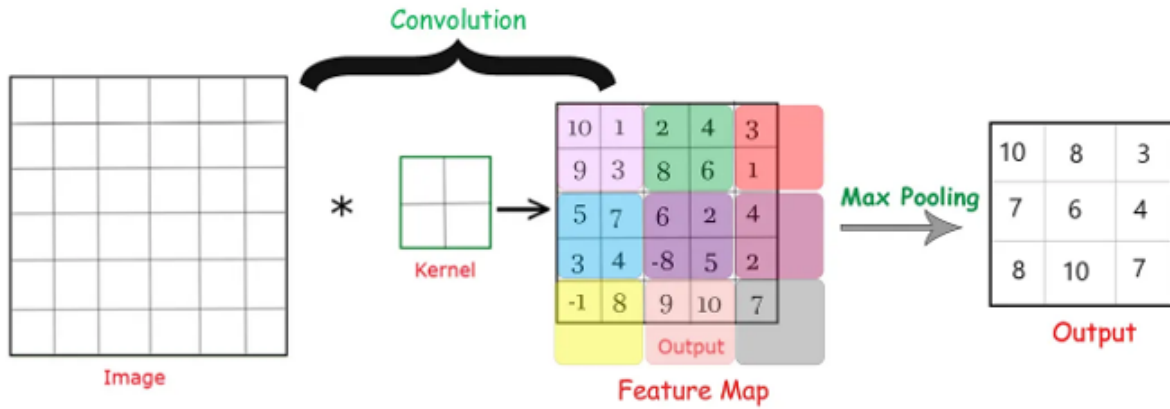 Convolution
Image
*
Kernel
10 1 2 4 3
9 3 8 6 1
5 7 6 2 4
3 4 -8 5 2
-1 8 9 10 7
Output
Feature Map
Max Pooling
10 8 3
7 6 4
8 10 7
Output